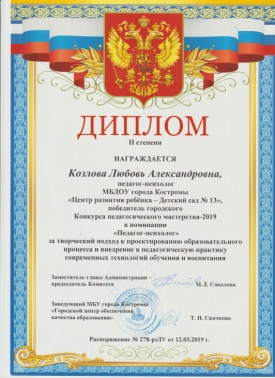 ДИПЛОМ
II степени
НАГРАЖДАЕТСЯ
Козлова Любовь Александровна,
педагог-психолог
МБДОУ города Костромы
«Центр развития ребёнка – Детский сад № 13»,
победитель городского
Конкурса педагогического мастерства-2019
в номинации
«Педагог-психолог»
за творческий подход к проектированию образовательного
процесса и внедрение в педагогическую практику
современных технологий обучения и воспитания
Заместитель главы Администрации –
председатель Комитета М.Л. Соколова
Заведующий МБУ города Костромы
«Городской центр обеспечения
качества образования» Т. Н. Скачкова
Распоряжение № 278-рз/IV от 12.03.2019 г.